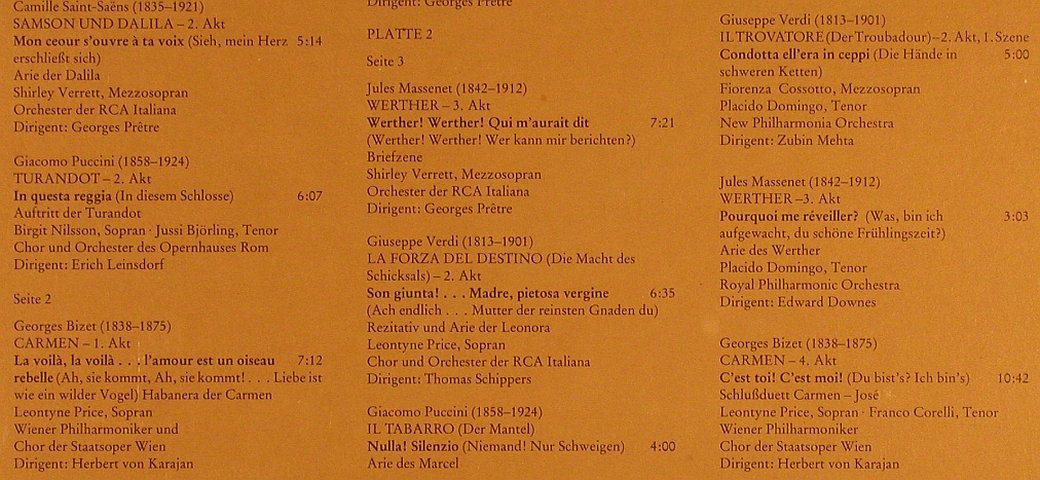 Camille Saint-Saëns (1835–1921)
SAMSON UND DALILA – 2. Akt
Mon ceour s'ouvre à ta voix (Sieh, mein Herz 5:14
erschließt sich)
Arie der Dalila
Shirley Verrett, Mezzosopran
Orchester der RCA Italiana
Dirigent: Georges Prêtre
Giacomo Puccini (1858–1924)
TURANDOT – 2. Akt
In questa reggia (In diesem Schlosse) 6:07
Auftritt der Turandot
Birgit Nilsson, Sopran · Jussi Björling, Tenor
Chor und Orchester des Opernhauses Rom
Dirigent: Erich Leinsdorf
Seite 2
Georges Bizet (1838–1875)
CARMEN – 1. Akt
La voilà, la voilà . . . l'amour est un oiseau 7:12
rebelle (Ah, sie kommt, Ah, sie kommt! . . . Liebe ist
wie ein wilder Vogel) Habanera der Carmen
Leontyne Price, Sopran
Wiener Philharmoniker und
Chor der Staatsoper Wien
Dirigent: Herbert von Karajan
Dirigent: Georges Prêtre
PLATTE 2
Seite 3
Jules Massenet (1842–1912)
WERTHER – 3. Akt
Werther! Werther! Qui m'aurait dit 7:21
(Werther! Werther! Wer kann mir berichten?)
Briefzene
Shirley Verrett, Mezzosopran
Orchester der RCA Italiana
Dirigent: Georges Prêtre
Giuseppe Verdi (1813–1901)
LA FORZA DEL DESTINO (Die Macht des
Schicksals) – 2. Akt
Son giunta! . . . Madre, pietosa vergine 6:35
(Ach endlich . . . Mutter der reinsten Gnaden du)
Rezitativ und Arie der Leonora
Leontyne Price, Sopran
Chor und Orchester der RCA Italiana
Dirigent: Thomas Schippers
Giacomo Puccini (1858–1924)
IL TABARRO (Der Mantel)
Nulla! Silenzio (Niemand! Nur Schweigen) 4:00
Arie des Marcel
Giuseppe Verdi (1813–1901)
IL TROVATORE (Der Troubadour) – 2. Akt, 1. Szene
Condotta ell'era in ceppi (Die Hände in 5:00
schweren Ketten)
Fiorenza Cossotto, Mezzosopran
Placido Domingo, Tenor
New Philharmonia Orchestra
Dirigent: Zubin Mehta
Jules Massenet (1842–1912)
WERTHER –3. Akt
Pourquoi me réveiller? (Was, bin ich 3:03
aufgewacht, du schöne Frühlingszeit?)
Arie des Werther
Placido Domingo, Tenor
Royal Philharmonic Orchestra
Dirigent: Edward Downes
Georges Bizet (1838–1875)
CARMEN – 4. Akt
C'est toi! C'est moi! (Du bist's? Ich bin's) 10:42
Schlußduett Carmen – José
Leontyne Price, Sopran · Franco Corelli, Tenor
Wiener Philharmoniker
Chor der Staatsoper Wien
Dirigent: Herbert von Karajan